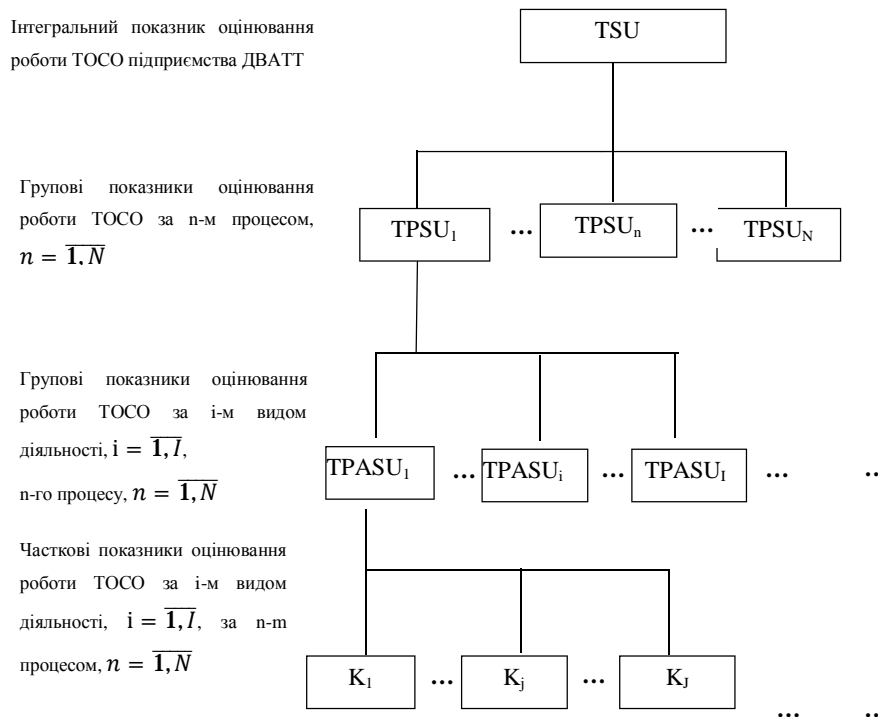 Інтегральний показник оцінювання
роботи ТОСО підприємства ДВАТТ
TSU
Групові показники оцінювання
роботи ТОСО за n-м процесом,
n = 1, N
TPSU1 ... TPSUn ... TPSUN
Групові показники оцінювання
роботи ТОСО за і-м видом
діяльності, i = 1, I,
n-го процесу, n = 1, N
TPASU1 ... TPASUi ... TPASUI ... ..
Часткові показники оцінювання
роботи ТОСО за і-м видом
діяльності, i = 1, I, за n-m
процесом, n = 1, N
K1 ... Kj ... KJ
... ..